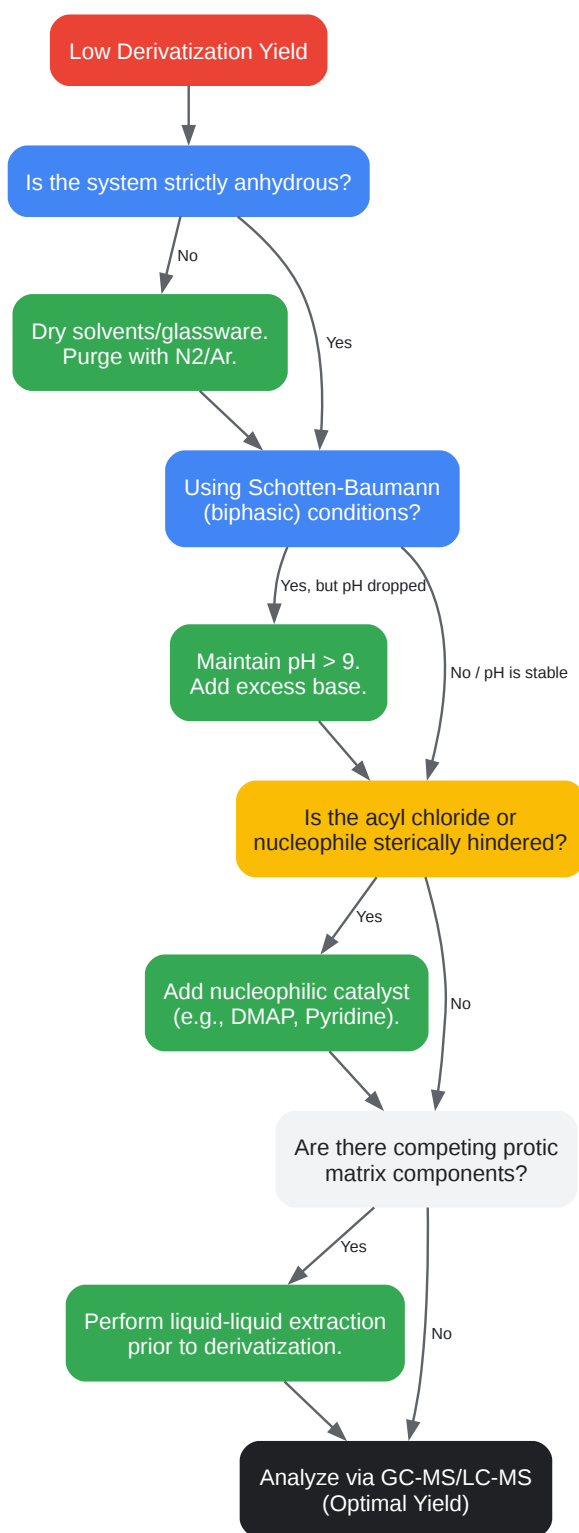 Low Derivatization Yield
Is the system strictly anhydrous?
No
Yes
Dry solvents/glassware.
Purge with N2/Ar.
Using Schotten-Baumann
(biphasic) conditions?
Yes, but pH dropped
No / pH is stable
Maintain pH > 9.
Add excess base.
Is the acyl chloride or
nucleophile sterically hindered?
Yes
No
Add nucleophilic catalyst
(e.g., DMAP, Pyridine).
Are there competing protic
matrix components?
Yes
No
Perform liquid-liquid extraction
prior to derivatization.
Analyze via GC-MS/LC-MS
(Optimal Yield)